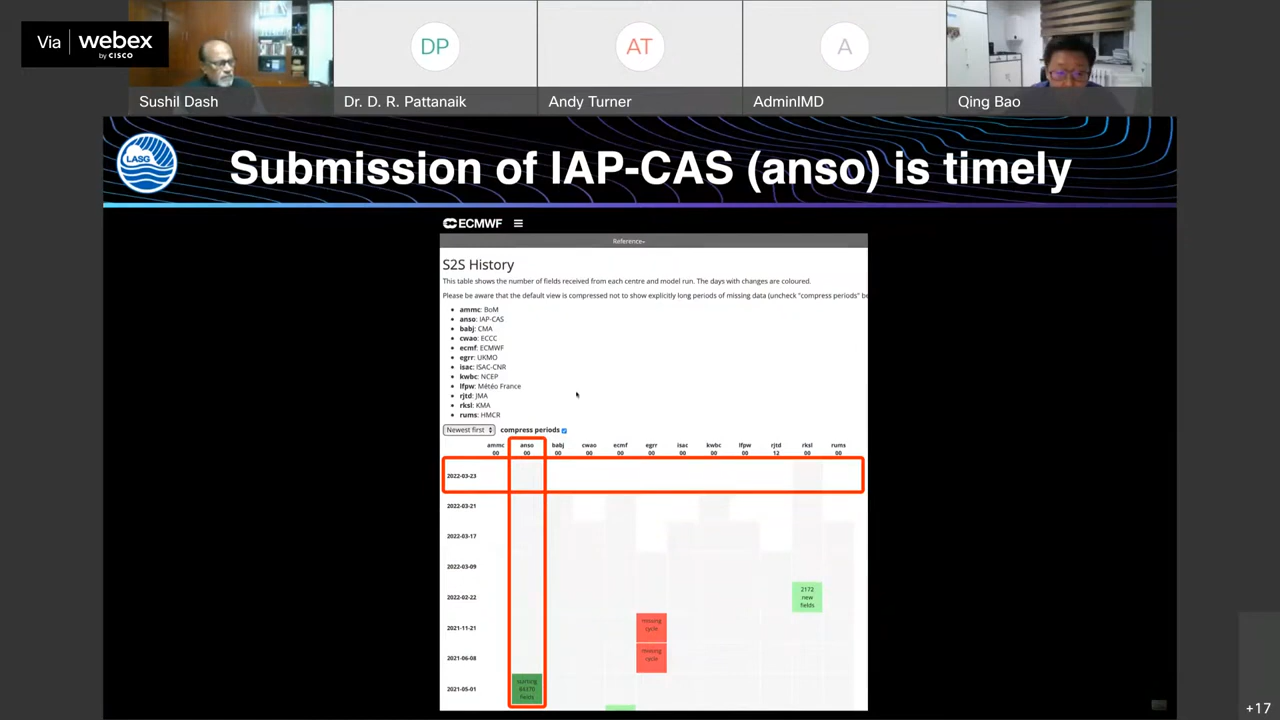 Via webex
by CISCO
DP
AT
A
Sushil Dash
Dr. D. R. Pattanaik
Andy Turner
AdminIMD
Qing Bao
LASG
Submission of IAP-CAS (anso) is timely
ECMWF
Reference
S2S History
This table shows the number of fields received from each centre and model run. The days with changes are coloured.
Please be aware that the default view is compressed not to show explicitly long periods of missing data (uncheck "compress periods" be
• ammc: BoM
• anso: IAP-CAS
• babj: CMA
• cwao: ECCC
• ecmf: ECMWF
• egrr: UKMO
• isac: ISAC-CNR
• kwbc: NCEP
• lfpw: Météo France
• rjtd: JMA
• rksl: KMA
• rums: HMCR
Newest first compress periods
ammc anso babj cwao ecmf egrr isac kwbc lfpw rjtd rksl rums
00 00 00 00 00 00 00 00 00 12 00 00
2022-03-23
2022-03-21
2022-03-17
2022-03-09
2022-02-22
2172
new
fields
2021-11-21
missing
cycle
2021-06-08
missing
cycle
2021-05-01
starting
fields
+17